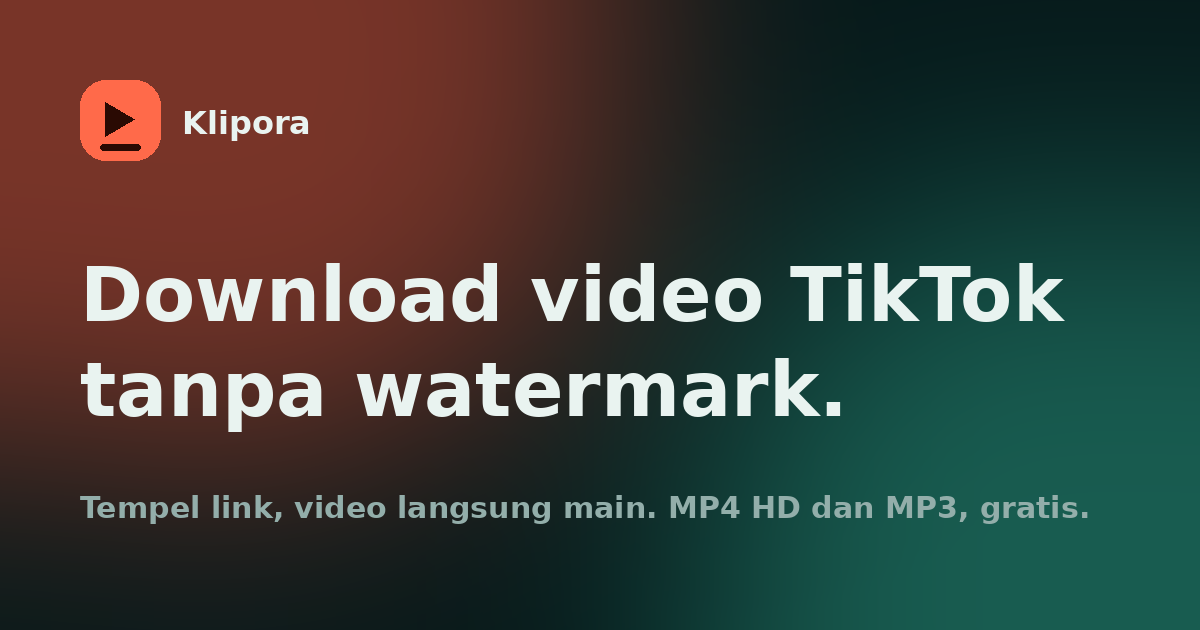 Klipora
Download video TikTok
tanpa watermark.
Tempel link, video langsung main. MP4 HD dan MP3, gratis.